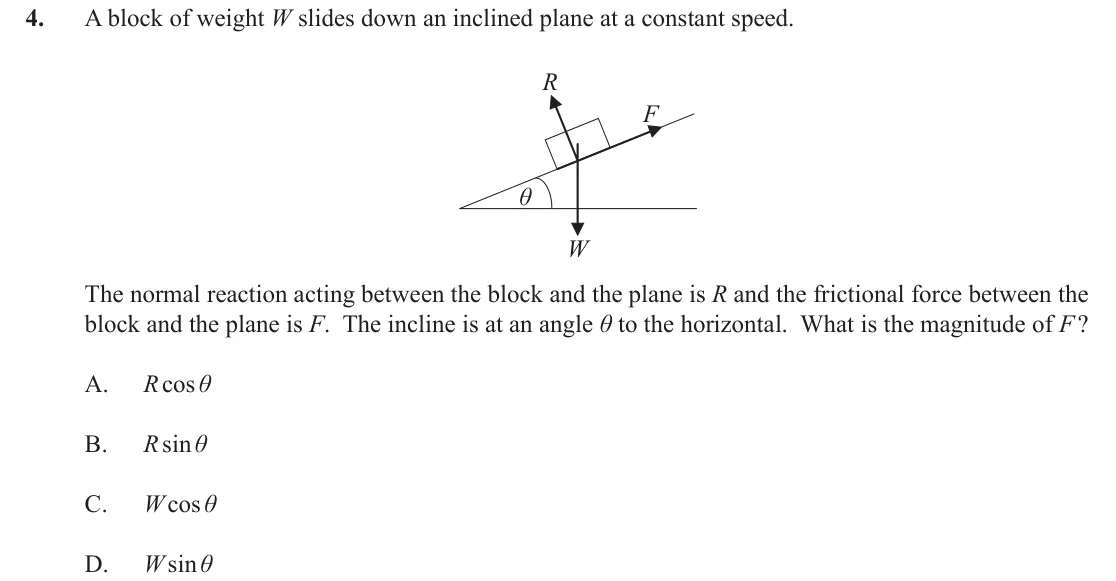 4. A block of weight W slides down an inclined plane at a constant speed.
R
F
θ
W
The normal reaction acting between the block and the plane is R and the frictional force between the
block and the plane is F. The incline is at an angle θ to the horizontal. What is the magnitude of F?
A. R cos θ
B. R sin θ
C. W cos θ
D. W sin θ